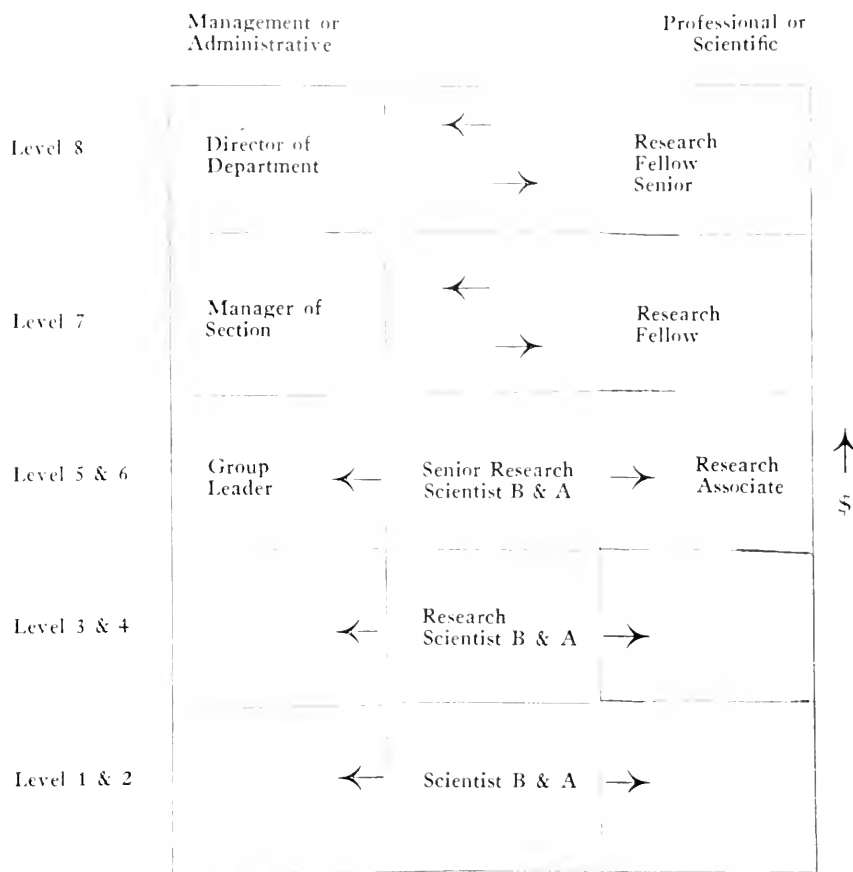 Management or
Administrative
Professional or
Scientific
Level 8
Director of
Department
Research
Fellow
Senior
Level 7
Manager of
Section
Research
Fellow
Level 5 & 6
Group
Leader
Senior Research
Scientist B & A
Research
Associate
$
Level 3 & 4
Research
Scientist B & A
Level 1 & 2
Scientist B & A